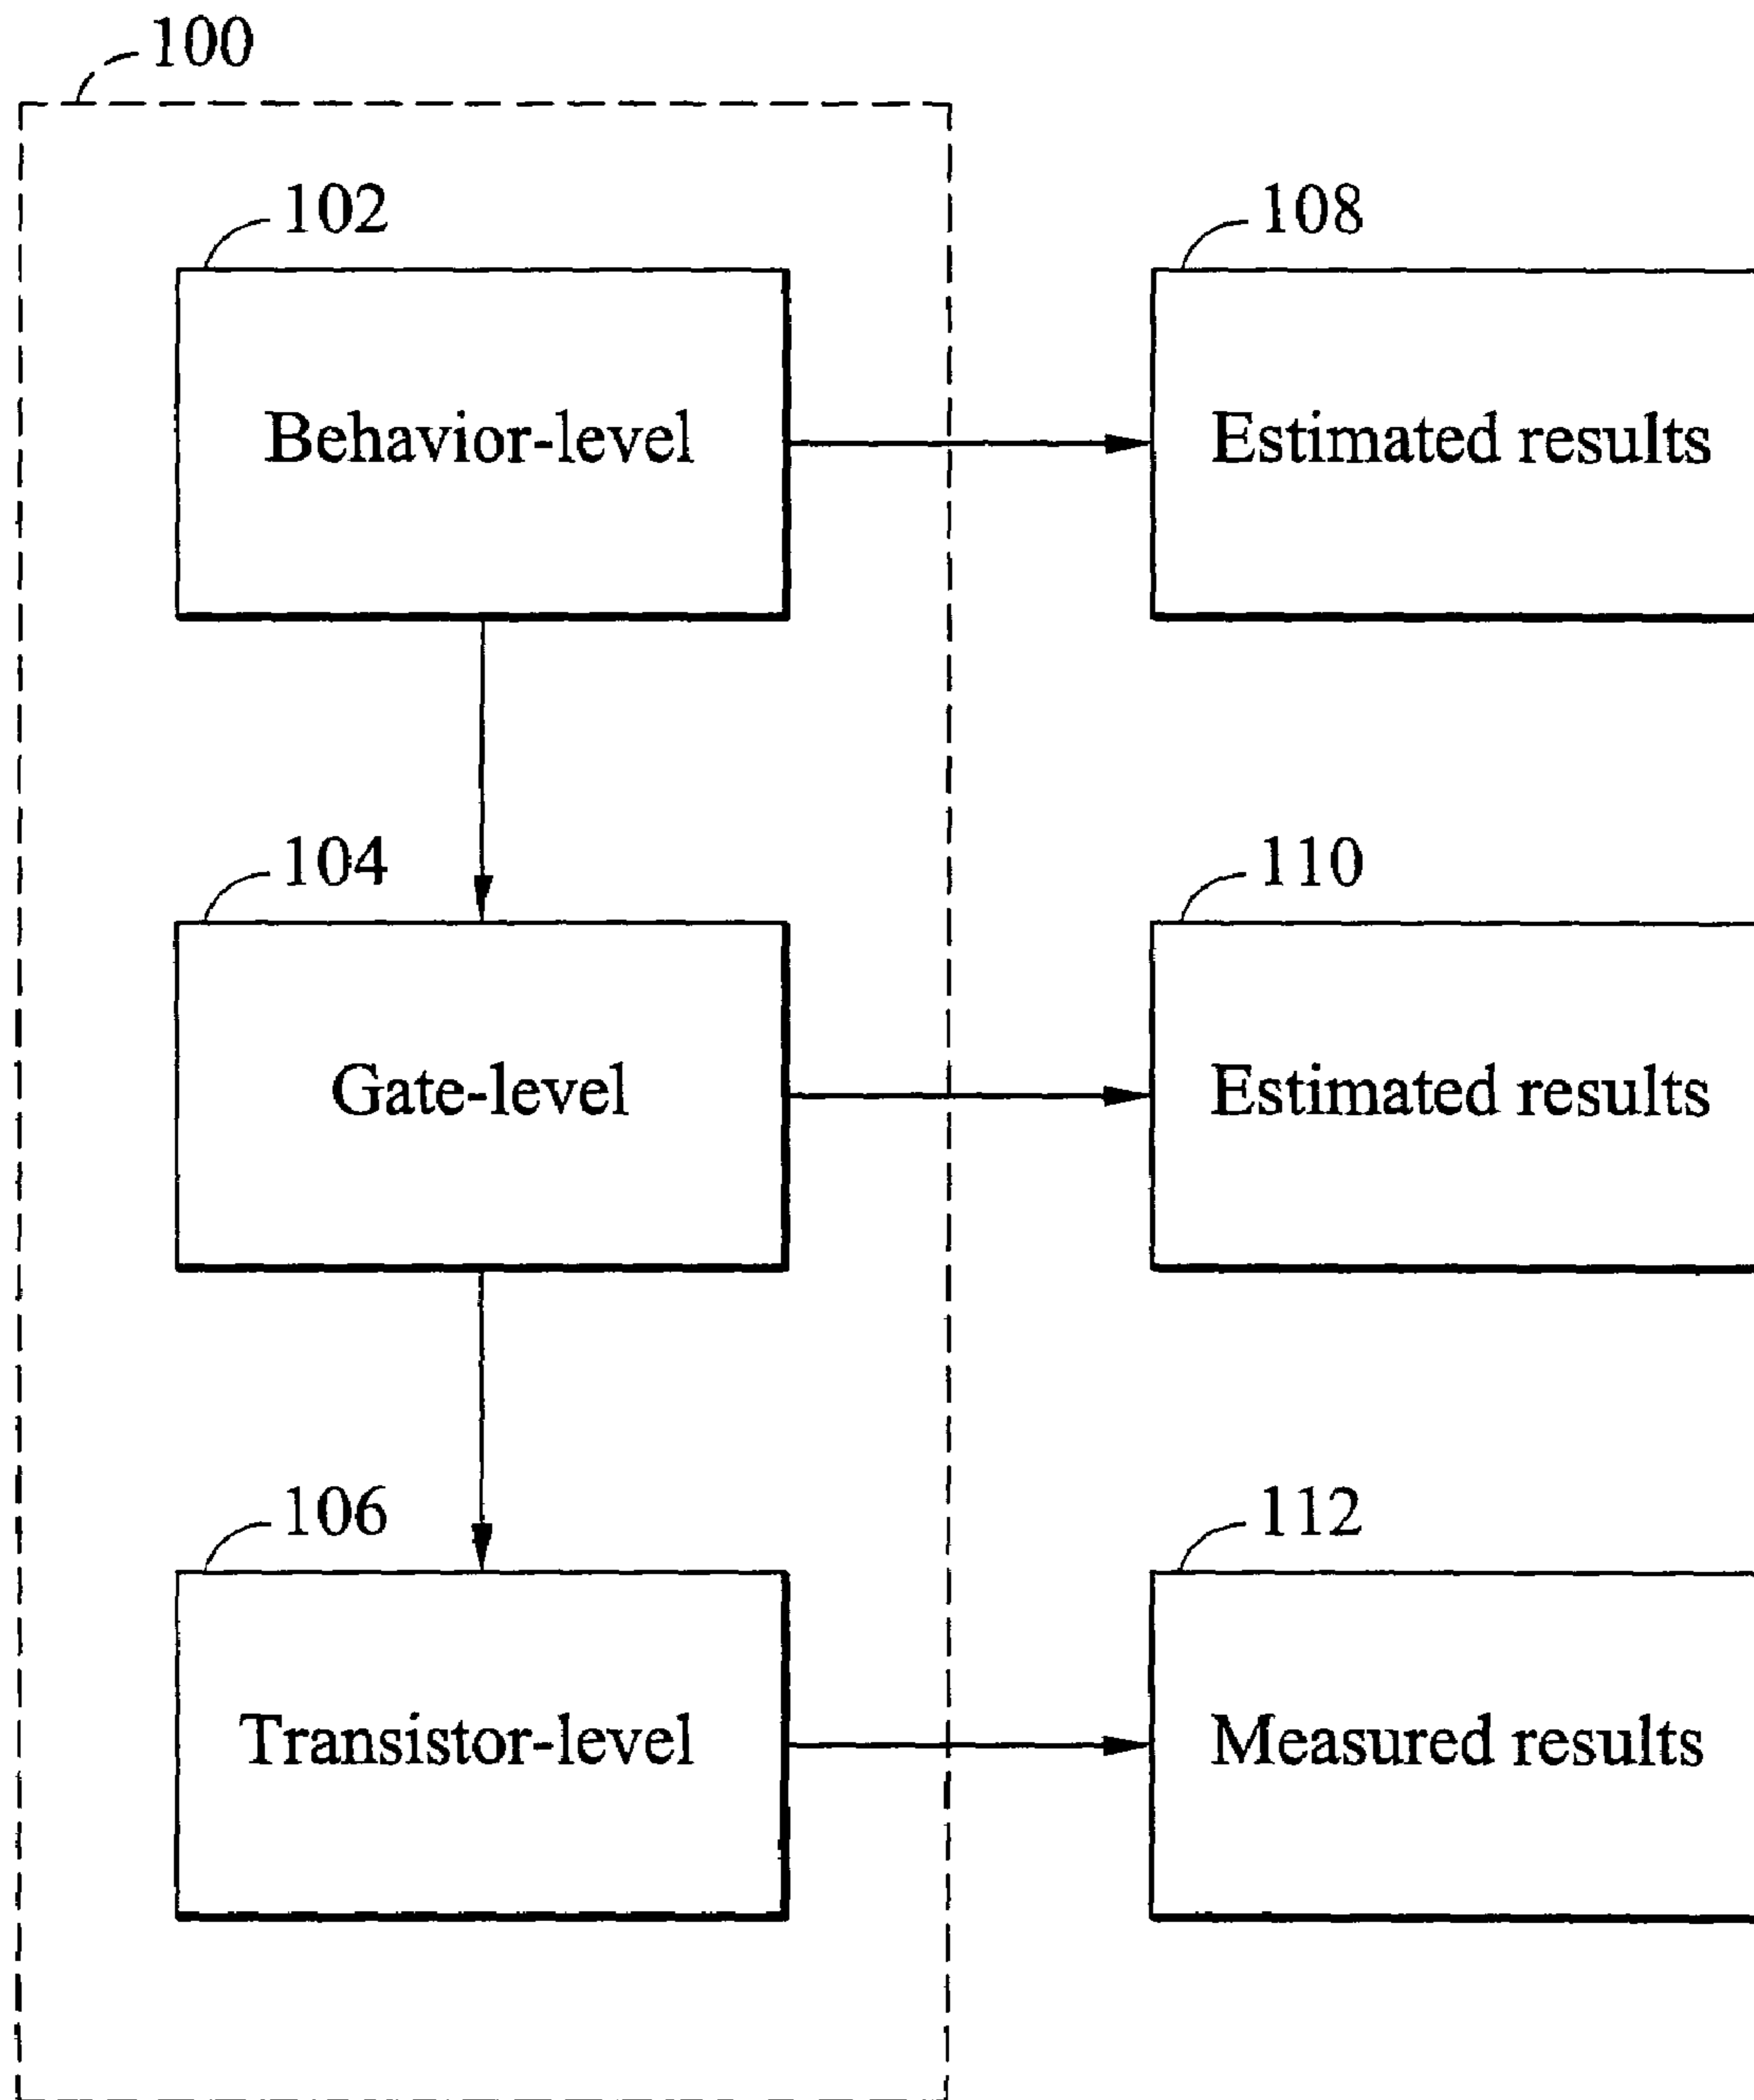 100
102
108
Behavior-level
Estimated results
104
110
Gate-level
Estimated results
106
112
Transistor-level
Measured results